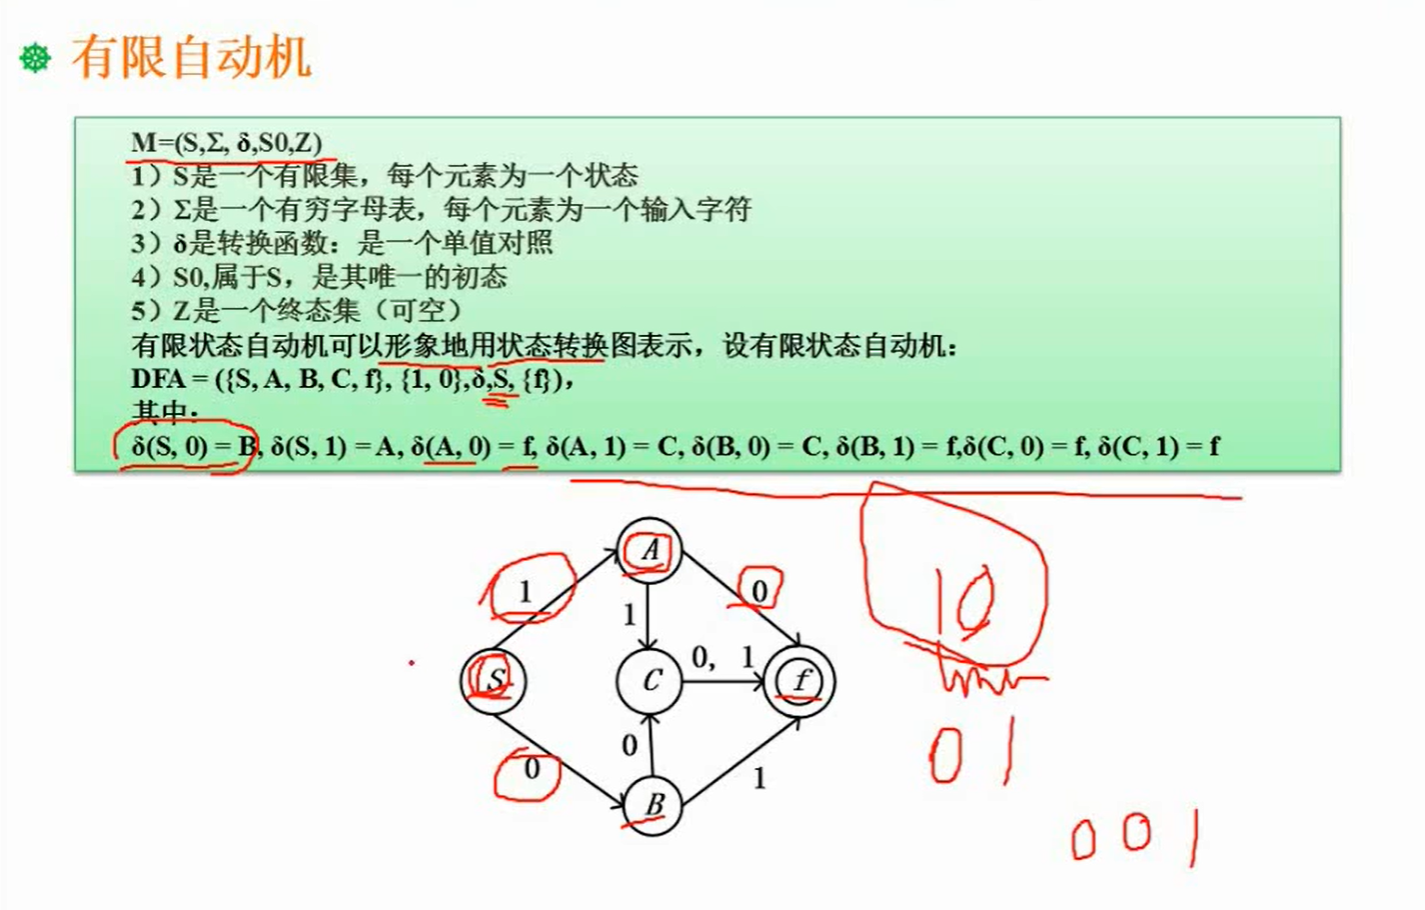 有限自动机
M=(S,Σ, δ,S0,Z)
1）S是一个有限集，每个元素为一个状态
2）Σ是一个有穷字母表，每个元素为一个输入字符
3）δ是转换函数：是一个单值对照
4）S0,属于S，是其唯一的初态
5）Z是一个终态集（可空）
有限状态自动机可以形象地用状态转换图表示，设有限状态自动机：
DFA = ({S, A, B, C, f}, {1, 0},δ,S, {f})，
其中：
δ(S, 0) = B, δ(S, 1) = A, δ(A, 0) = f, δ(A, 1) = C, δ(B, 0) = C, δ(B, 1) = f,δ(C, 0) = f, δ(C, 1) = f
A
1
0
1
10
S
C
0, 1
f
0
0
1
B
01
001